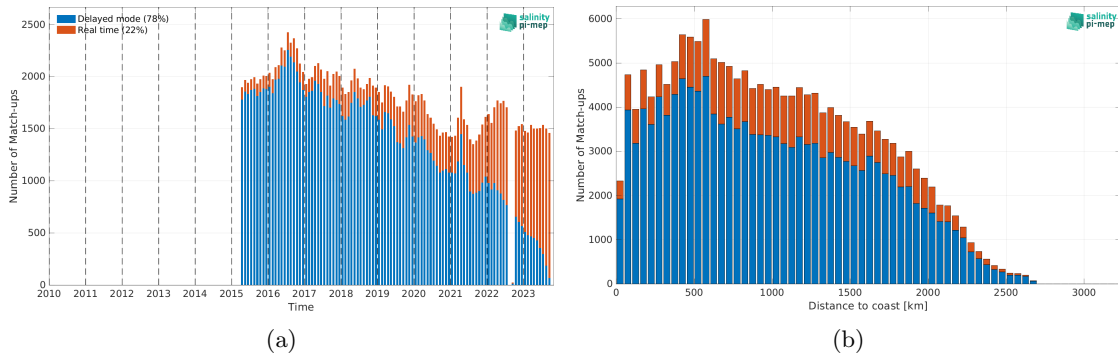 Delayed mode (78%)
Real time (22%)
salinity
pi-mep
Number of Match-ups
2500
2000
1500
1000
500
0
2010 2011 2012 2013 2014 2015 2016 2017 2018 2019 2020 2021 2022 2023
Time
(a)
salinity
pi-mep
Number of Match-ups
6000
5000
4000
3000
2000
1000
0
0 500 1000 1500 2000 2500 3000
Distance to coast [km]
(b)